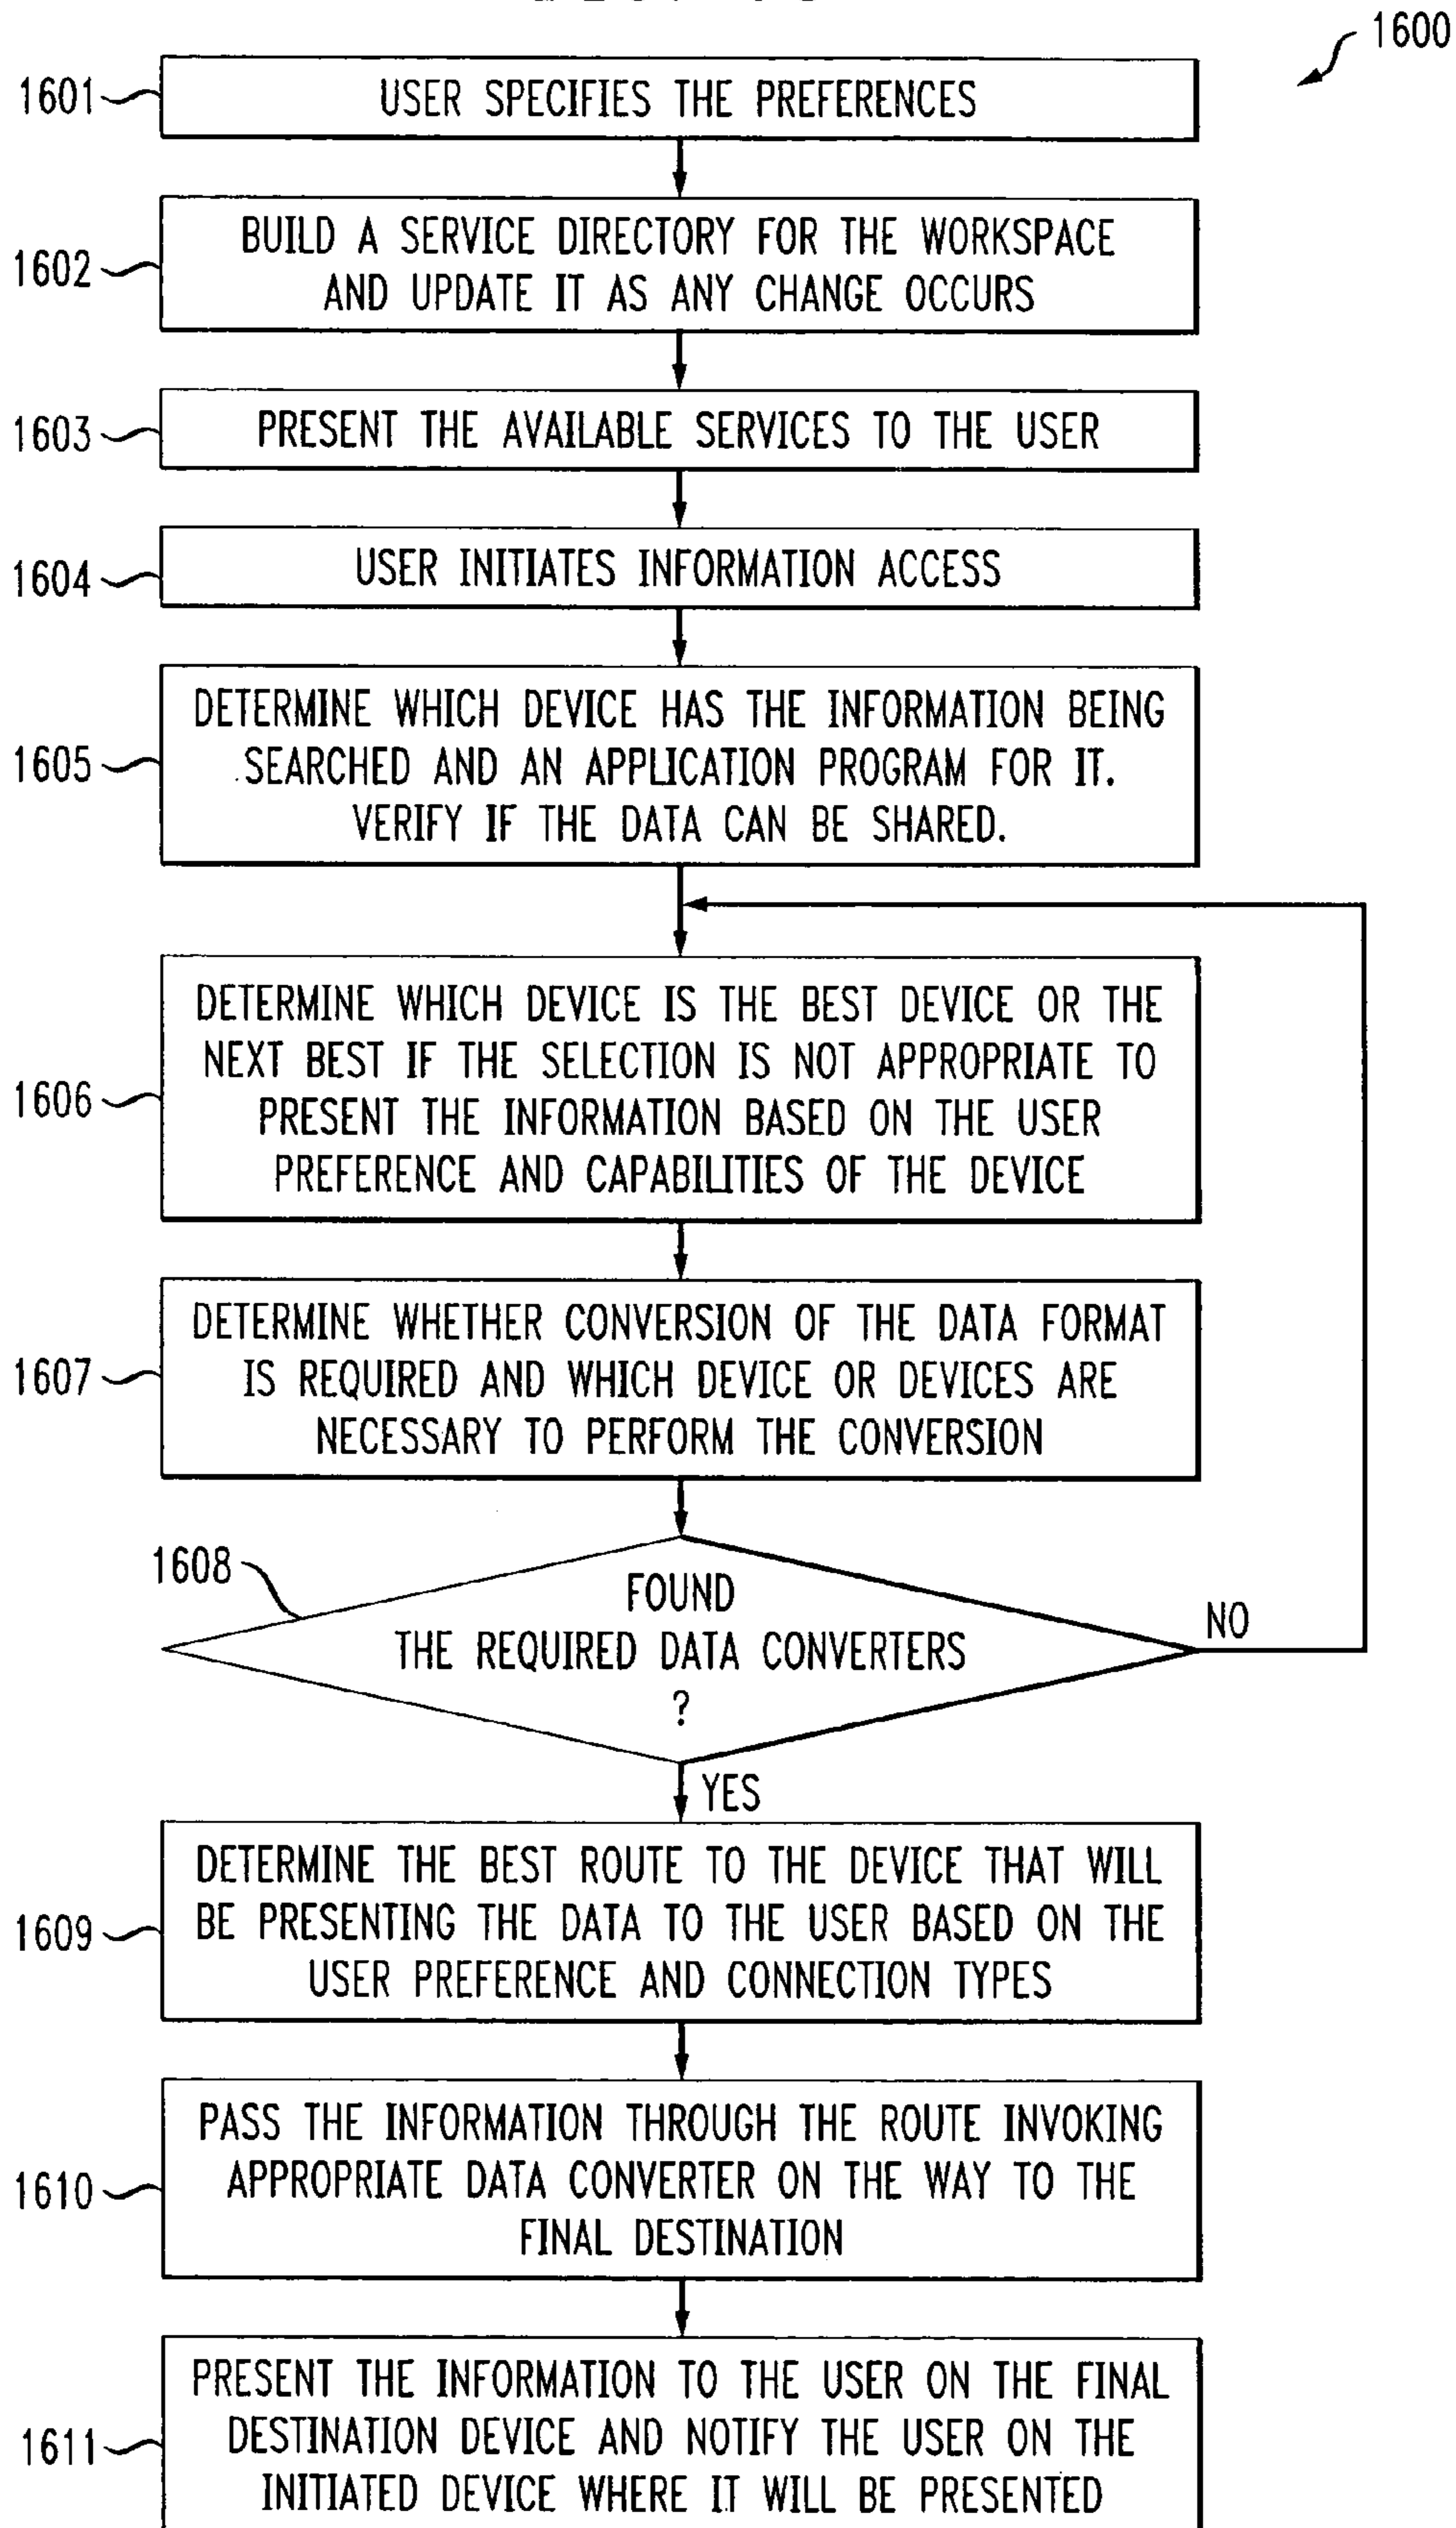 1600
1601
USER SPECIFIES THE PREFERENCES
1602
BUILD A SERVICE DIRECTORY FOR THE WORKSPACE
AND UPDATE IT AS ANY CHANGE OCCURS
1603
PRESENT THE AVAILABLE SERVICES TO THE USER
1604
USER INITIATES INFORMATION ACCESS
1605
DETERMINE WHICH DEVICE HAS THE INFORMATION BEING
SEARCHED AND AN APPLICATION PROGRAM FOR IT.
VERIFY IF THE DATA CAN BE SHARED.
1606
DETERMINE WHICH DEVICE IS THE BEST DEVICE OR THE
NEXT BEST IF THE SELECTION IS NOT APPROPRIATE TO
PRESENT THE INFORMATION BASED ON THE USER
PREFERENCE AND CAPABILITIES OF THE DEVICE
1607
DETERMINE WHETHER CONVERSION OF THE DATA FORMAT
IS REQUIRED AND WHICH DEVICE OR DEVICES ARE
NECESSARY TO PERFORM THE CONVERSION
1608
FOUND
THE REQUIRED DATA CONVERTERS
?
NO
YES
1609
DETERMINE THE BEST ROUTE TO THE DEVICE THAT WILL
BE PRESENTING THE DATA TO THE USER BASED ON THE
USER PREFERENCE AND CONNECTION TYPES
1610
PASS THE INFORMATION THROUGH THE ROUTE INVOKING
APPROPRIATE DATA CONVERTER ON THE WAY TO THE
FINAL DESTINATION
1611
PRESENT THE INFORMATION TO THE USER ON THE FINAL
DESTINATION DEVICE AND NOTIFY THE USER ON THE
INITIATED DEVICE WHERE IT WILL BE PRESENTED